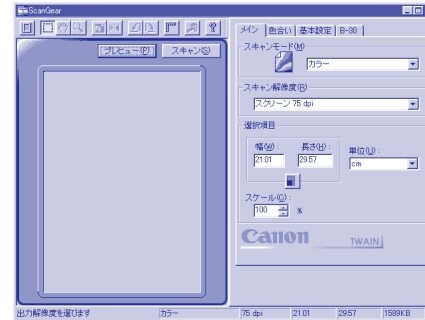 ScanGear
プレビュー(P) スキャン(S)
メイン 色合い 基本設定 B-30
スキャンモード(M)
カラー
スキャン解像度(R)
スクリーン 75 dpi
選択項目
幅(W): 長さ(H): 単位(U):
21.01 29.57 cm
スケール(C):
100 %
Canon TWAIN
出力解像度を選びます カラー 75 dpi 21.01 29.57 1589KB